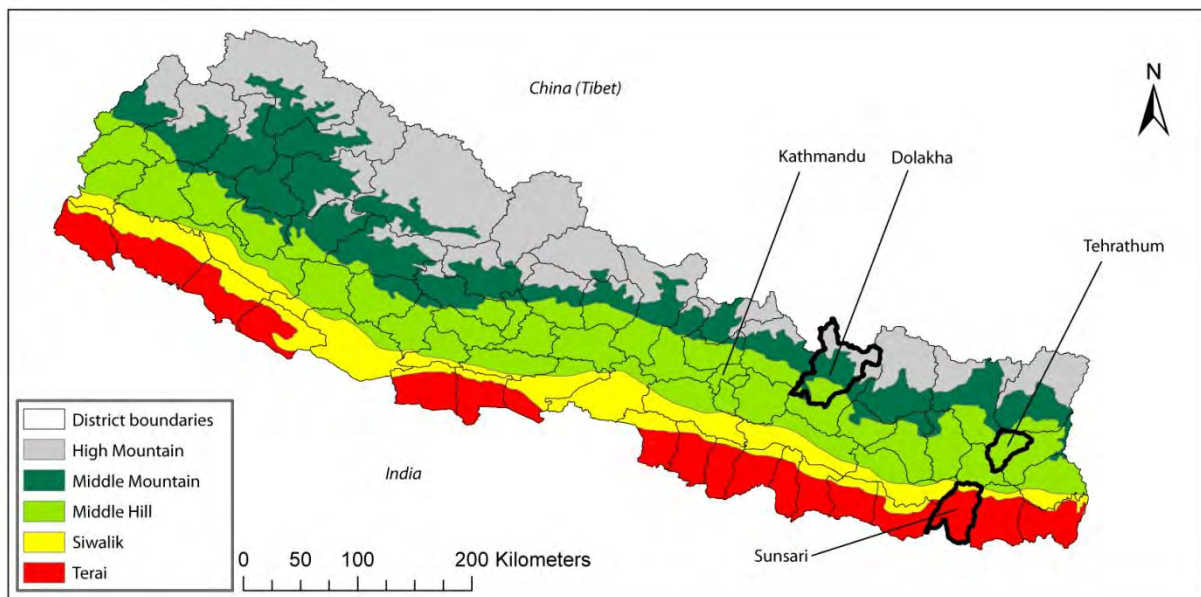 China (Tibet)
N
Kathmandu
Dolakha
Tehrathum
District boundaries
High Mountain
Middle Mountain
Middle Hill
Siwalik
Terai
India
0 50 100 200 Kilometers
Sunsari